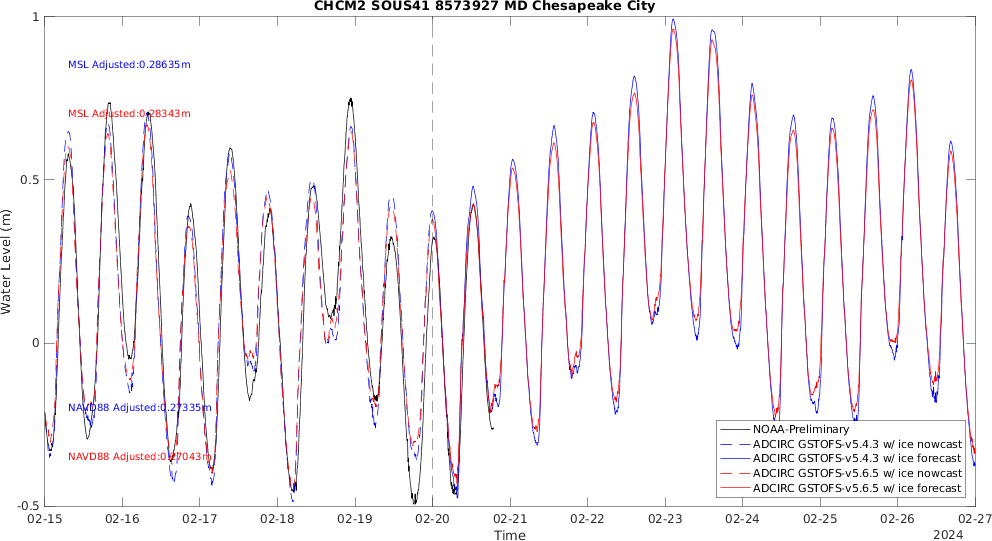 CHCM2 SOUS41 8573927 MD Chesapeake City
1
0.5
0
-0.5
Water Level (m)
MSL Adjusted:0.28635m
MSL Adjusted:0.28343m
NAVD88 Adjusted:0.27335m
NAVD88 Adjusted:0.27043m
NOAA-Preliminary
ADCIRC GSTOFS-v5.4.3 w/ ice nowcast
ADCIRC GSTOFS-v5.4.3 w/ ice forecast
ADCIRC GSTOFS-v5.6.5 w/ ice nowcast
ADCIRC GSTOFS-v5.6.5 w/ ice forecast
02-15 02-16 02-17 02-18 02-19 02-20 02-21 02-22 02-23 02-24 02-25 02-26 02-27
Time
2024